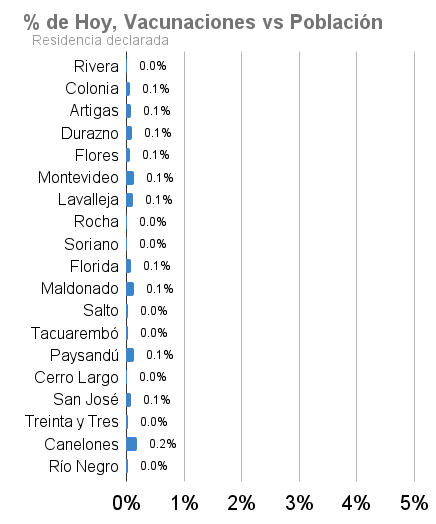 % de Hoy, Vacunaciones vs Población
Residencia declarada
Rivera 0.0%
Colonia 0.1%
Artigas 0.1%
Durazno 0.1%
Flores 0.1%
Montevideo 0.1%
Lavalleja 0.1%
Rocha 0.0%
Soriano 0.0%
Florida 0.1%
Maldonado 0.1%
Salto 0.0%
Tacuarembó 0.0%
Paysandú 0.1%
Cerro Largo 0.0%
San José 0.1%
Treinta y Tres 0.0%
Canelones 0.2%
Río Negro 0.0%
0% 1% 2% 3% 4% 5%